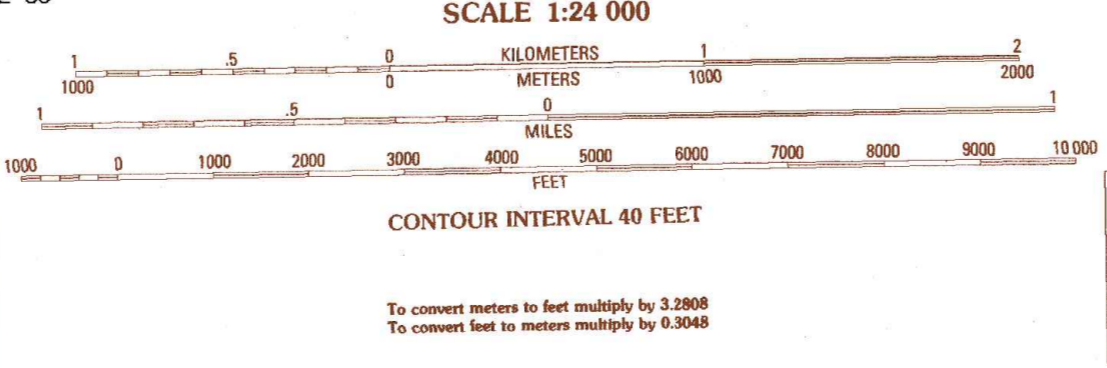 SCALE 1:24 000
1 .5 0 KILOMETERS 1 2
1000 0 METERS 1000 2000
1 .5 0 1
MILES
1000 0 1000 2000 3000 4000 5000 6000 7000 8000 9000 10 000
FEET
CONTOUR INTERVAL 40 FEET
To convert meters to feet multiply by 3.2808
To convert feet to meters multiply by 0.3048